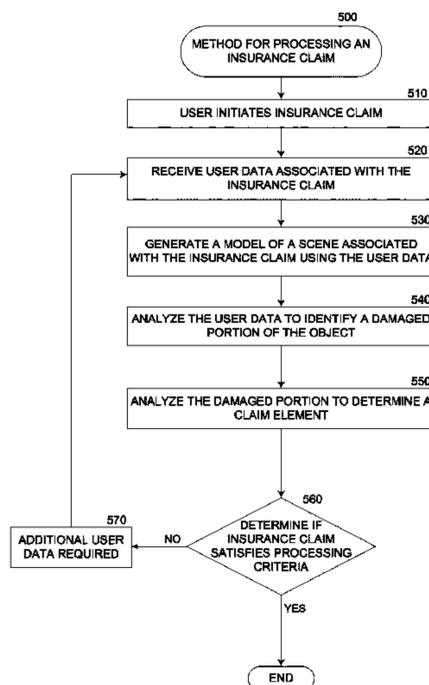 500
METHOD FOR PROCESSING AN
INSURANCE CLAIM
510
USER INITIATES INSURANCE CLAIM
520
RECEIVE USER DATA ASSOCIATED WITH THE
INSURANCE CLAIM
530
GENERATE A MODEL OF A SCENE ASSOCIATED
WITH THE INSURANCE CLAIM USING THE USER DATA
540
ANALYZE THE USER DATA TO IDENTIFY A DAMAGED
PORTION OF THE OBJECT
550
ANALYZE THE DAMAGED PORTION TO DETERMINE A
CLAIM ELEMENT
560
DETERMINE IF
INSURANCE CLAIM
SATISFIES PROCESSING
CRITERIA
NO
570
ADDITIONAL USER
DATA REQUIRED
YES
END